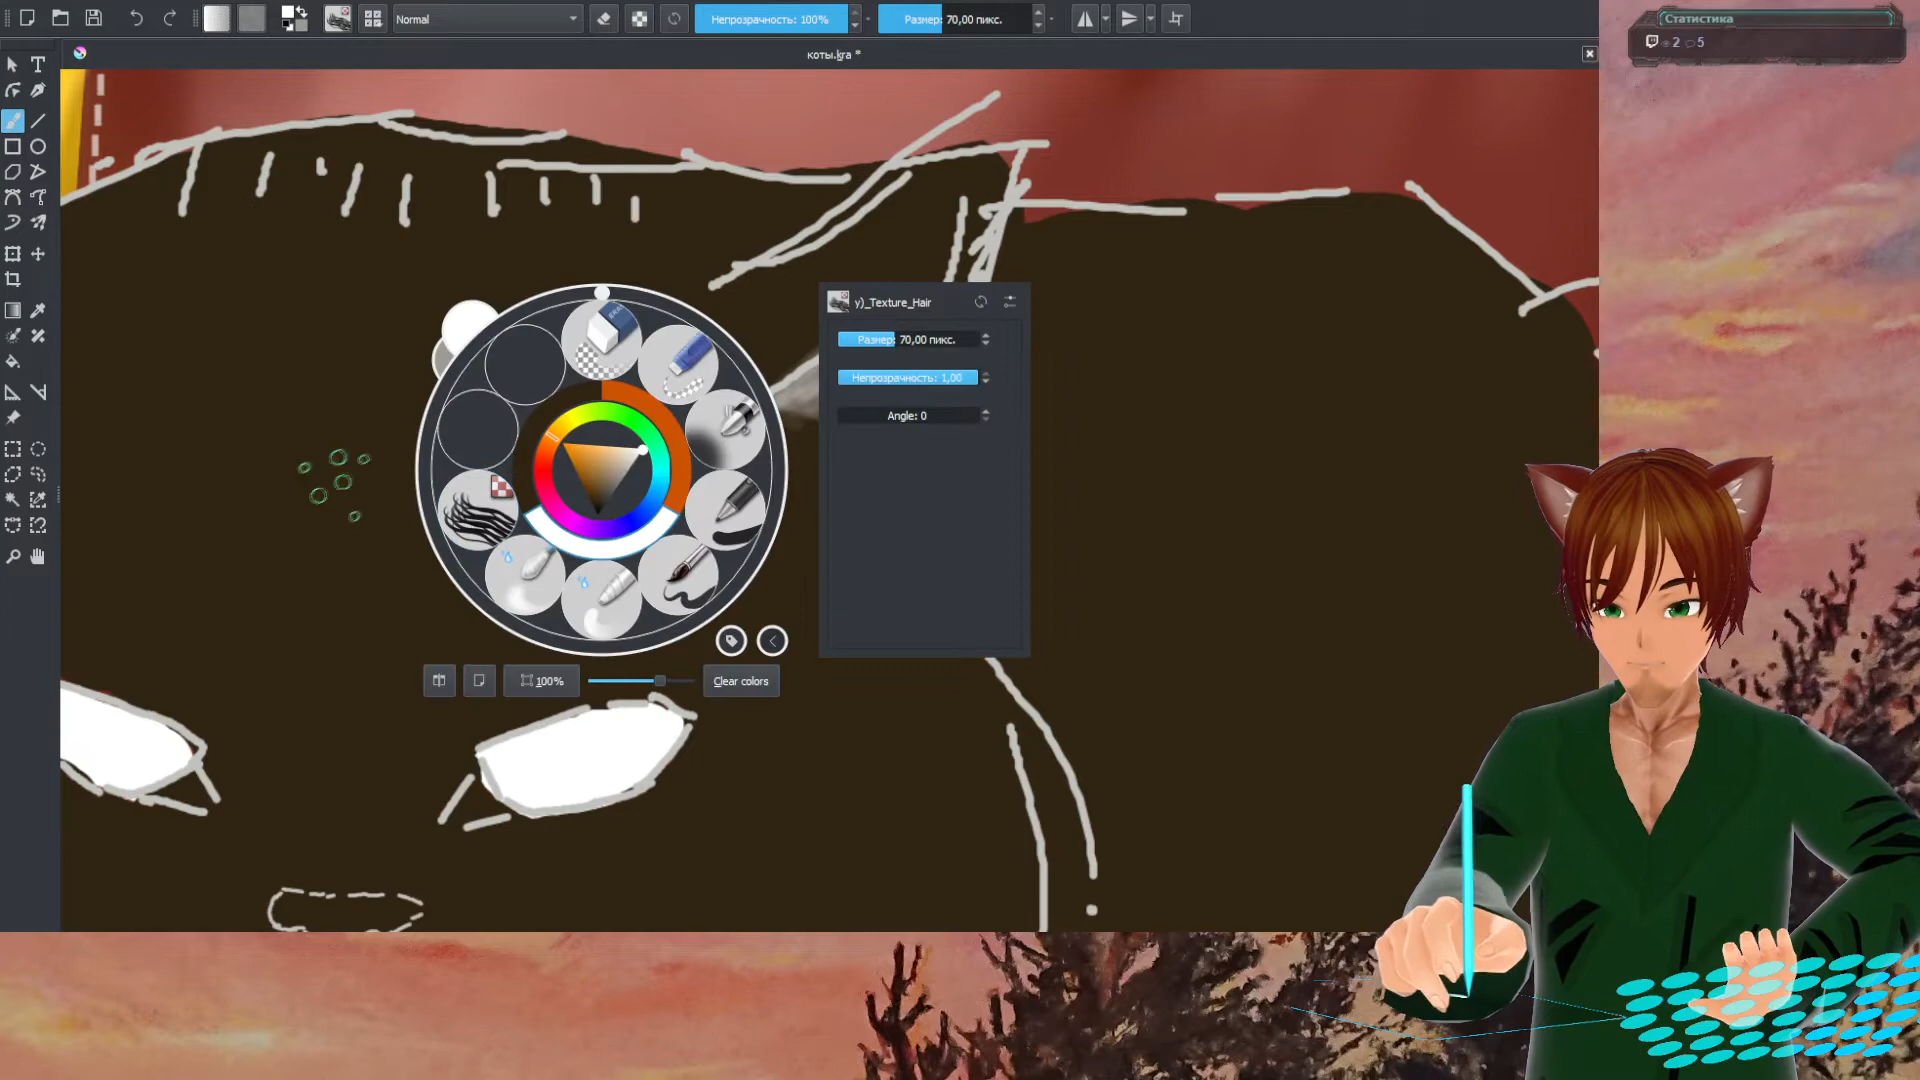 Normal
Непрозрачность: 100%
Размер: 70,00 пикс.
Статистика
2 5
коты.kra *
y)_Texture_Hair
Размер: 70,00 пикс.
Непрозрачность: 1,00
Angle: 0
100%
Clear colors